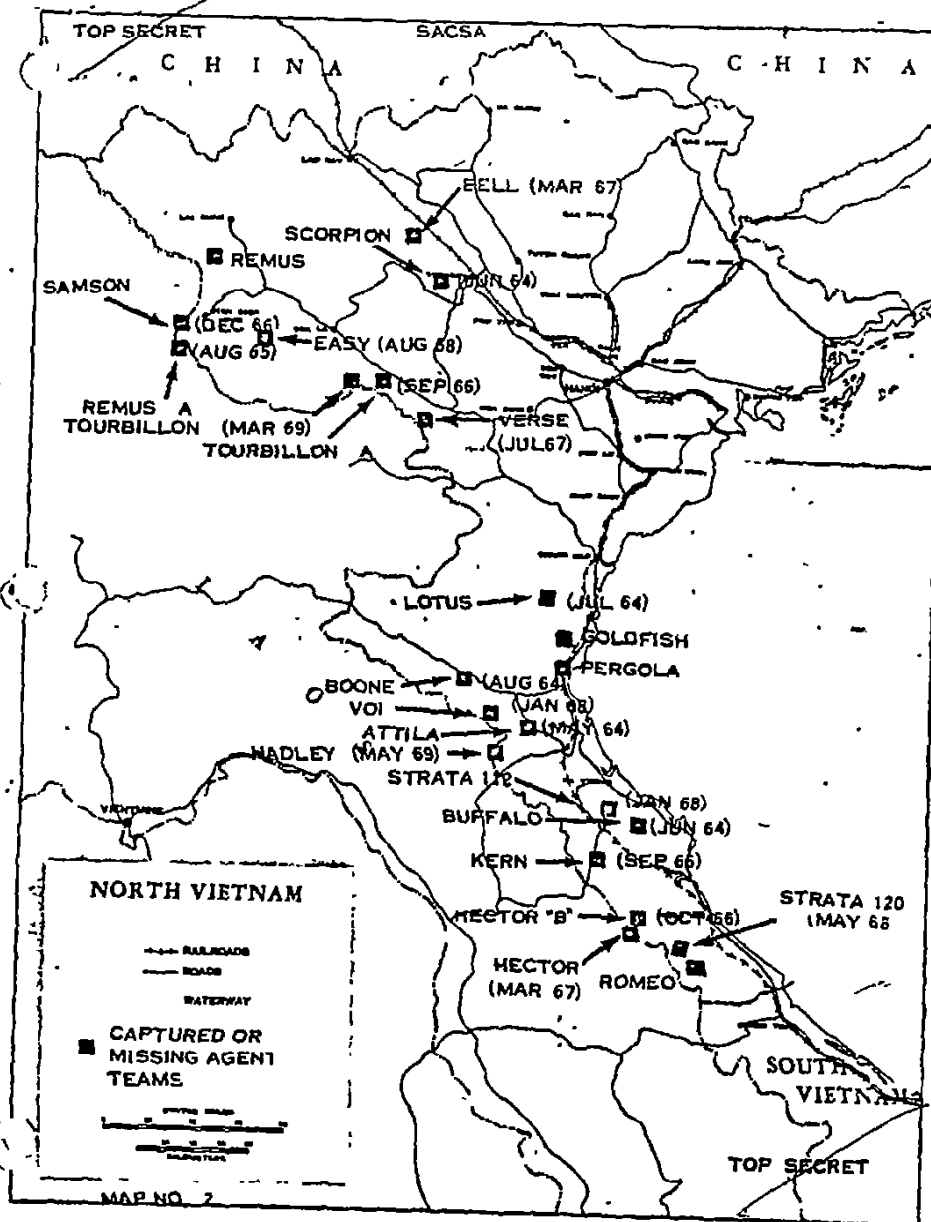 TOP SECRET
SACSA
CHINA
CHINA
BELL (MAR 67)
SCORPION
(JUN 64)
REMUS
SAMSON
(DEC 66)
EASY (AUG 68)
(AUG 65)
REMUS A
(SEP 66)
TOURBILLON (MAR 69)
TOURBILLON A
VERSE
(JUL 67)
HANOI
LOTUS
(JUL 64)
GOLDFISH
PERGOLA
BOONE
(AUG 64)
VOI
(JAN 68)
ATTILA
(MAY 64)
HADLEY (MAY 69)
STRATA 112
(JAN 68)
BUFFALO
(JUN 64)
KERN
(SEP 66)
VIENTIANE
HECTOR "B"
(OCT 66)
STRATA 120
(MAY 68
HECTOR
(MAR 67)
ROMEO
NORTH VIETNAM
RAILROADS
ROADS
WATERWAY
CAPTURED OR
MISSING AGENT
TEAMS
SOUTH
VIETNAM
TOP SECRET
MAP NO. 2